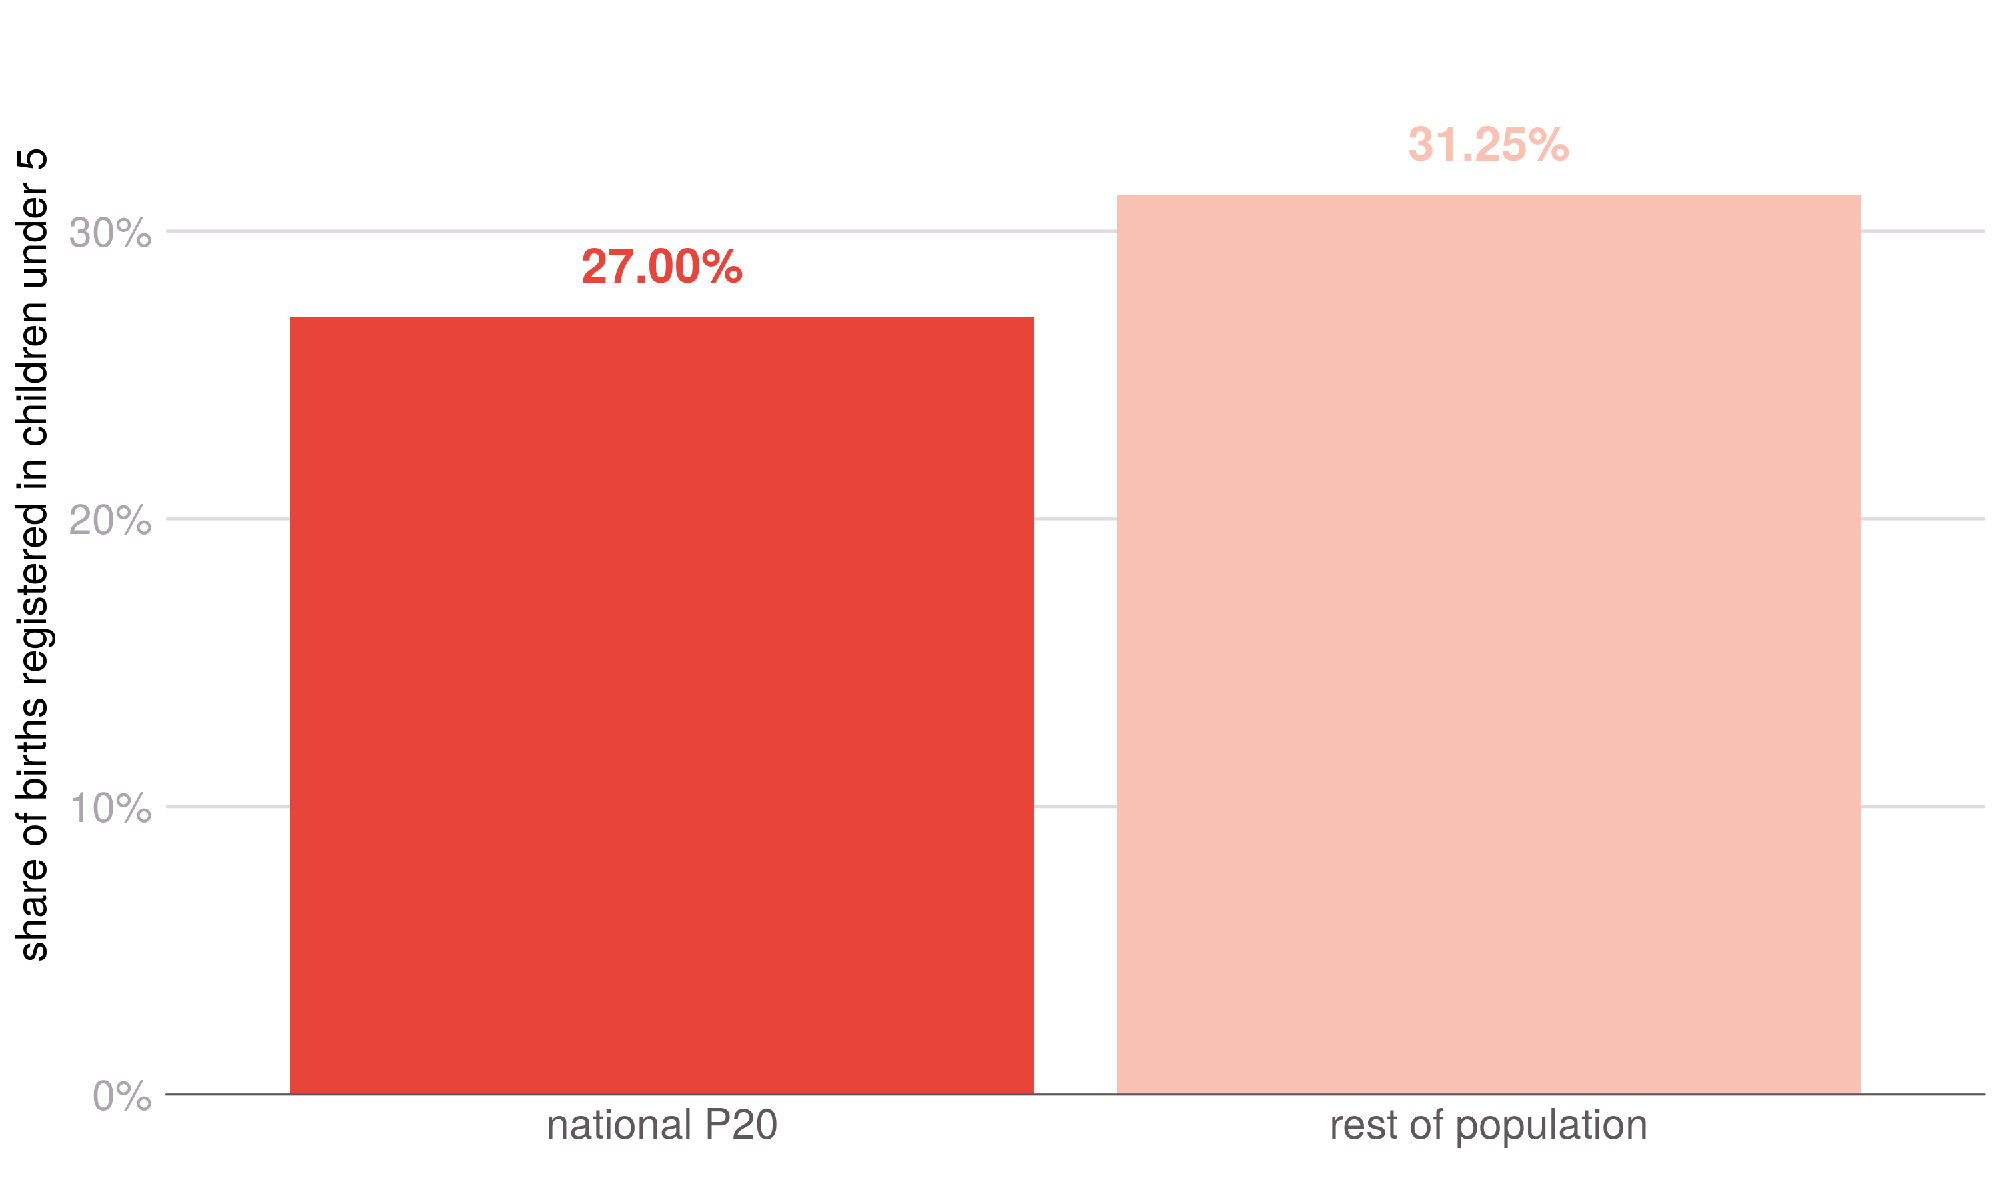 share of births registered in children under 5
30%
20%
10%
0%
27.00%
31.25%
national P20
rest of population